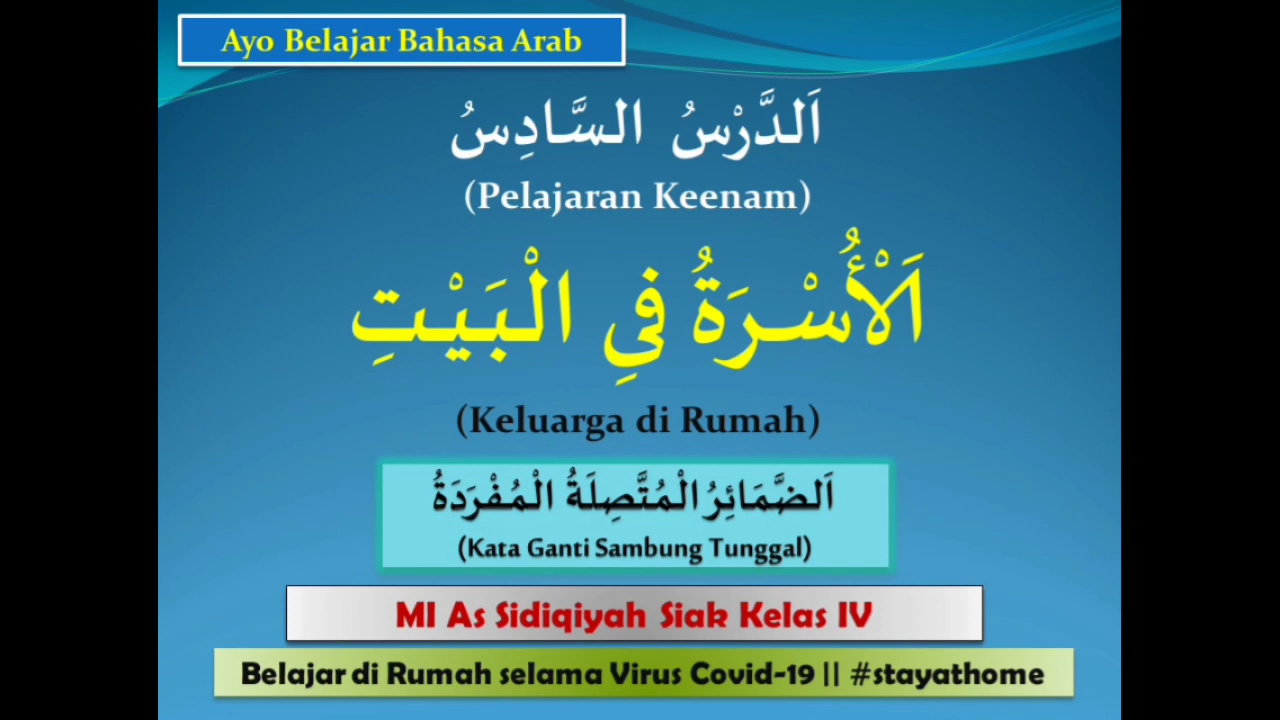 Ayo Belajar Bahasa Arab
اَلدَّرْسُ السَّادِسُ
(Pelajaran Keenam)
اَلْأُسْرَةُ فِي الْبَيْتِ
(Keluarga di Rumah)
اَلضَّمَائِرُ الْمُتَّصِلَةُ الْمُفْرَدَةُ
(Kata Ganti Sambung Tunggal)
MI As Sidiqiyah Siak Kelas IV
Belajar di Rumah selama Virus Covid-19 || #stayathome